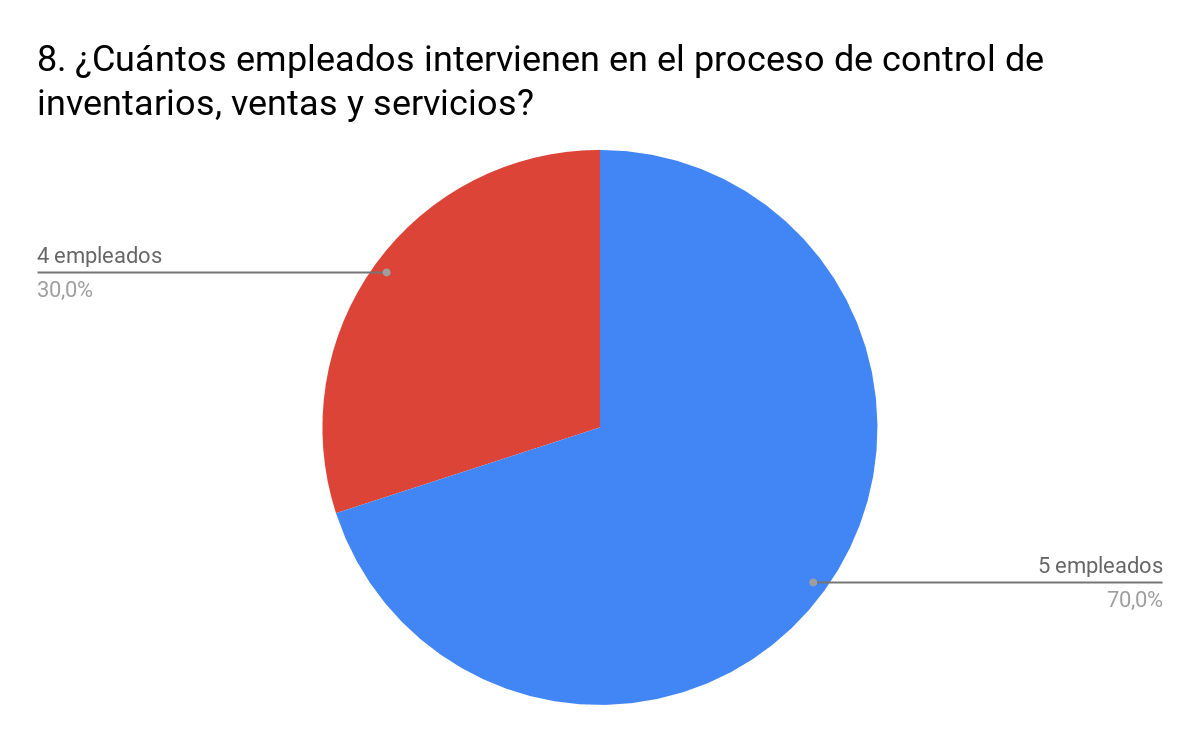 8. ¿Cuántos empleados intervienen en el proceso de control de
inventarios, ventas y servicios?
4 empleados
30,0%
5 empleados
70,0%